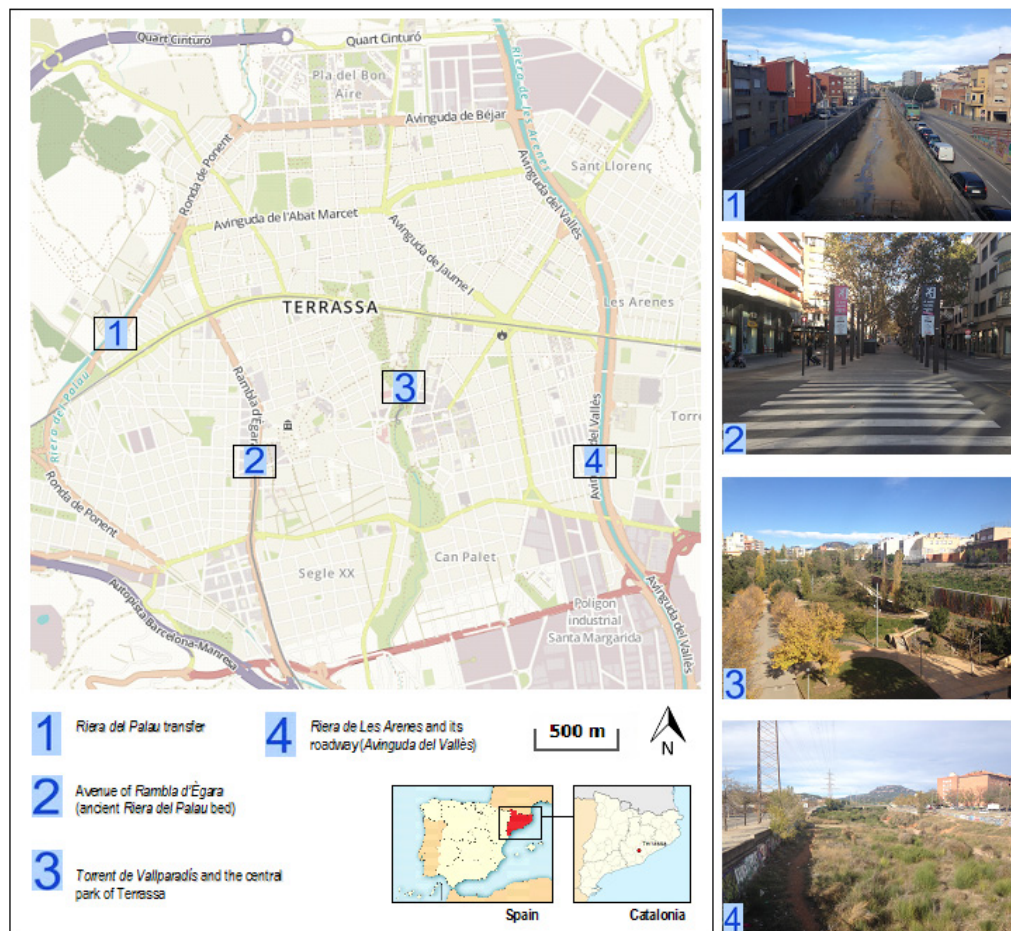 Quart Cinturó
Quart Cinturó
Pla del Bon
Aire
Riera de les Arenes
Avinguda de Béjar
Ronda de Ponent
Sant Llorenç
Avinguda del Vallès
Avinguda de l'Abat Marcet
Avinguda de Jaume I
TERRASSA
Les Arenes
1
Riera del Palau
Rambla d'Ègara
3
2
4
Avinguda del Vallès
Torre
Ronda de Ponent
Can Palet
Segle XX
Autopista Barcelona-Manresa
Polígon
industrial
Santa Margarida
Avinguda del Vallès
1 Riera del Palau transfer
2 Avenue of Rambla d'Ègara
(ancient Riera del Palau bed)
3 Torrent de Vallparadís and the central
park of Terrassa
4 Riera de Les Arenes and its
roadway (Avinguda del Vallès)
500 m
N
Terrassa
Spain
Catalonia
1
2
3
4